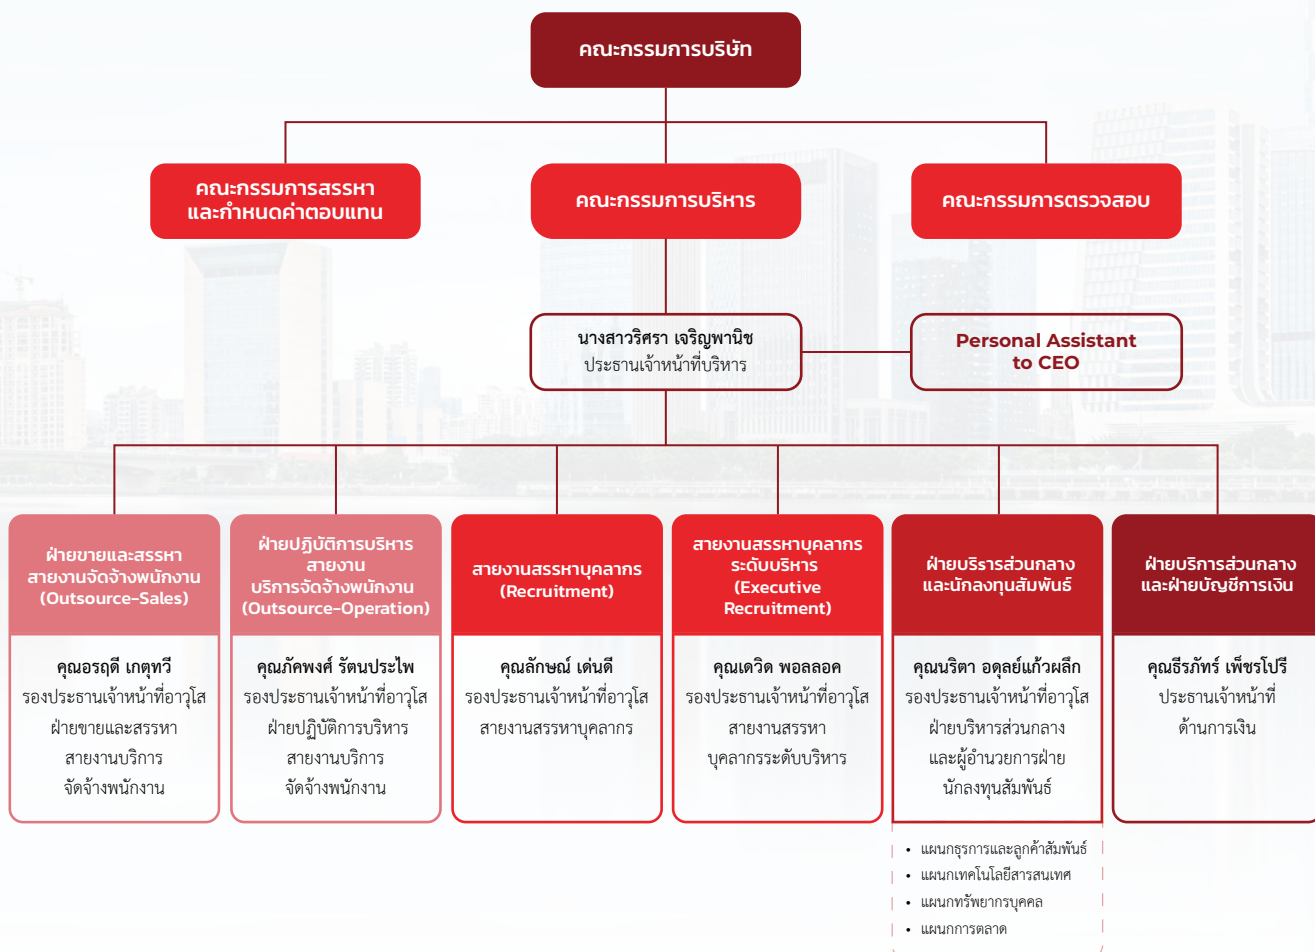 คณะกรรมการบริษัท
คณะกรรมการสรรหา
และกำหนดค่าตอบแทน
คณะกรรมการบริหาร
คณะกรรมการตรวจสอบ
นางสาววริศรา เจริญพานิช
ประธานเจ้าหน้าที่บริหาร
Personal Assistant
to CEO
ฝ่ายขายและสรรหา
สายงานจัดจ้างพนักงาน
(Outsource-Sales)
คุณอรฤดี เกตุทวี
รองประธานเจ้าหน้าที่อาวุโส
ฝ่ายขายและสรรหา
สายงานบริการ
จัดจ้างพนักงาน
ฝ่ายปฏิบัติการบริหาร
สายงาน
บริการจัดจ้างพนักงาน
(Outsource-Operation)
คุณภัคพงศ์ รัตนประไพ
รองประธานเจ้าหน้าที่อาวุโส
ฝ่ายปฏิบัติการบริหาร
สายงานบริการ
จัดจ้างพนักงาน
สายงานสรรหาบุคลากร
(Recruitment)
คุณลักษณ์ เด่นดี
รองประธานเจ้าหน้าที่อาวุโส
สายงานสรรหาบุคลากร
สายงานสรรหาบุคลากร
ระดับบริหาร
(Executive
Recruitment)
คุณเดวิด พอลลอค
รองประธานเจ้าหน้าที่อาวุโส
สายงานสรรหา
บุคลากรระดับบริหาร
ฝ่ายบริราารส่วนกลาง
และนักลงทุนสัมพันธ์
คุณนริตา อดุลย์แก้วผลึก
รองประธานเจ้าหน้าที่อาวุโส
ฝ่ายบริหารส่วนกลาง
และผู้อำนวยการฝ่าย
นักลงทุนสัมพันธ์
• แผนกธุรการและลูกค้าสัมพันธ์
• แผนกเทคโนโลยีสารสนเทศ
• แผนกทรัพยากรบุคคล
• แผนกการตลาด
ฝ่ายบริการส่วนกลาง
และฝ่ายบัญชีการเงิน
คุณธีรภัทร์ เพ็ชรโปรี
ประธานเจ้าหน้าที่
ด้านการเงิน